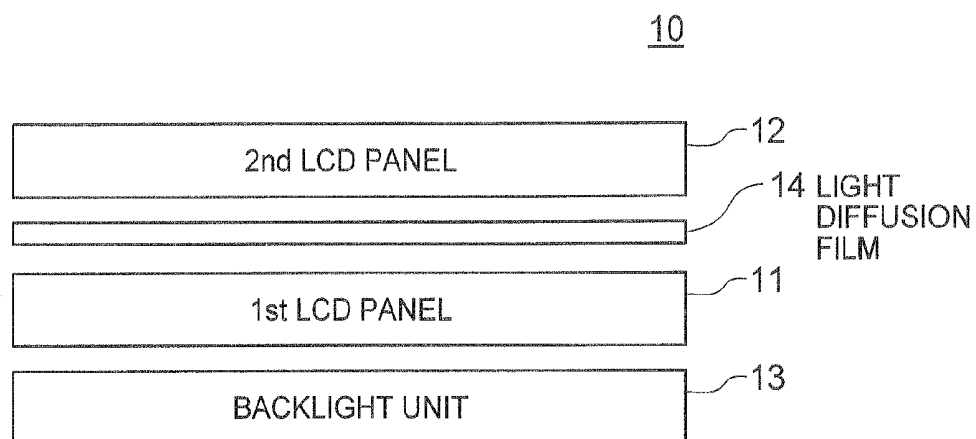 10
2nd LCD PANEL
12
14 LIGHT
DIFFUSION
FILM
1st LCD PANEL
11
BACKLIGHT UNIT
13